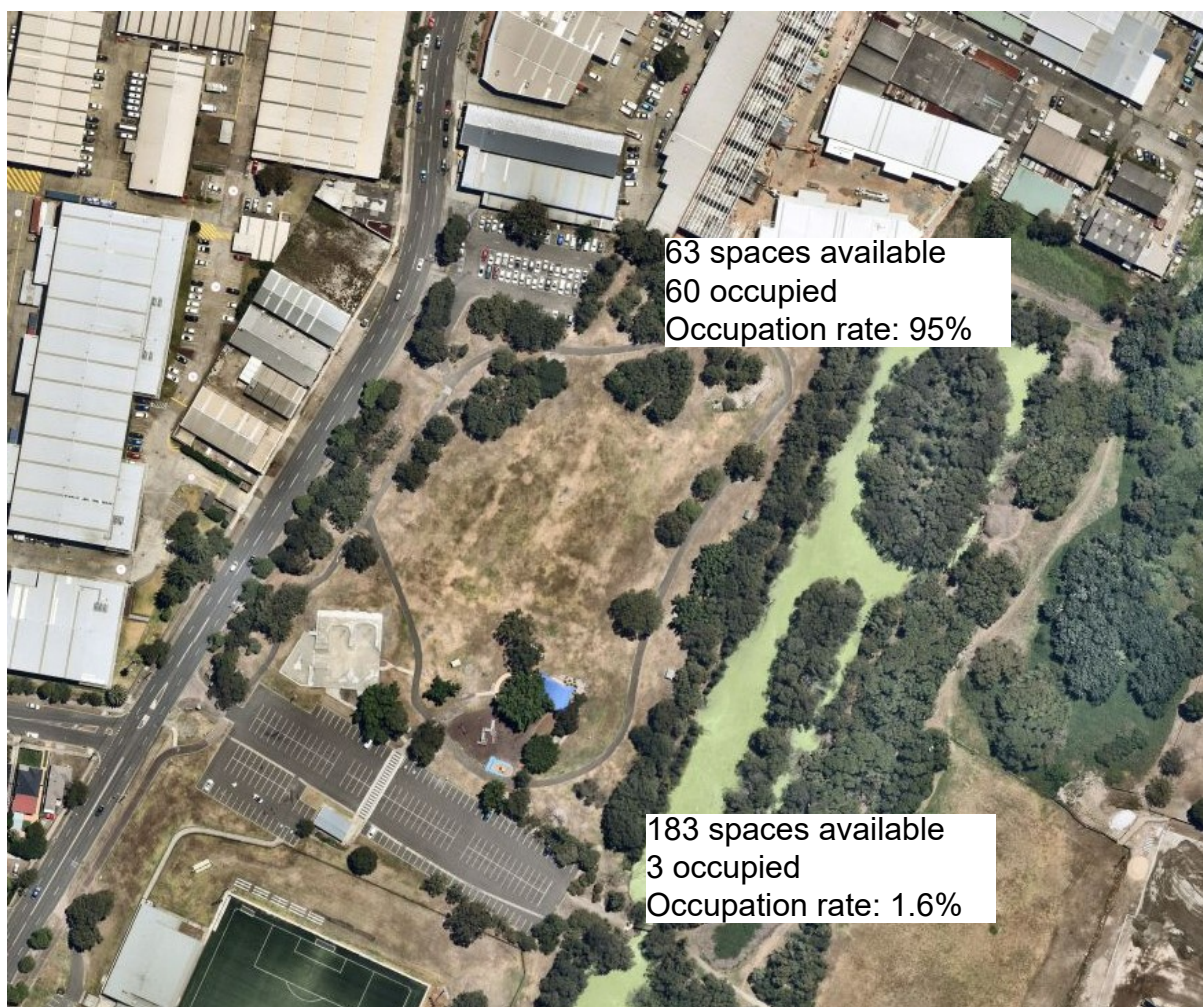 63 spaces available
60 occupied
Occupation rate: 95%
183 spaces available
3 occupied
Occupation rate: 1.6%